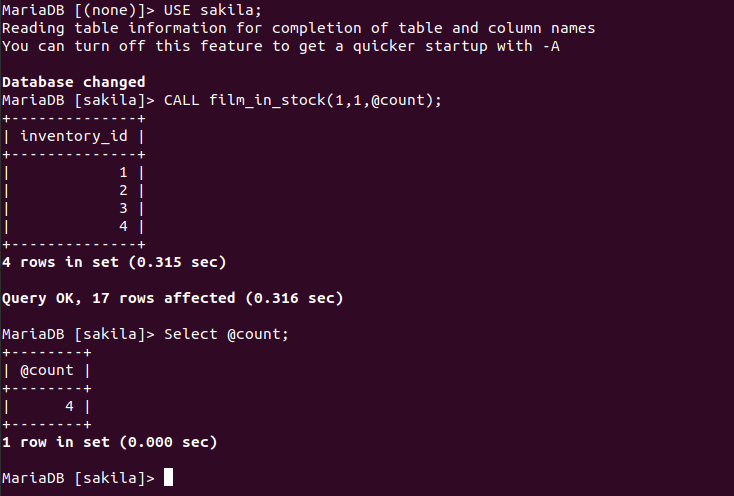 MariaDB [(none)]> USE sakila;
Reading table information for completion of table and column names
You can turn off this feature to get a quicker startup with -A

Database changed
MariaDB [sakila]> CALL film_in_stock(1,1,@count);
+--------------+
| inventory_id |
+--------------+
|            1 |
|            2 |
|            3 |
|            4 |
+--------------+
4 rows in set (0.315 sec)

Query OK, 17 rows affected (0.316 sec)

MariaDB [sakila]> Select @count;
+--------+
| @count |
+--------+
|      4 |
+--------+
1 row in set (0.000 sec)

MariaDB [sakila]>